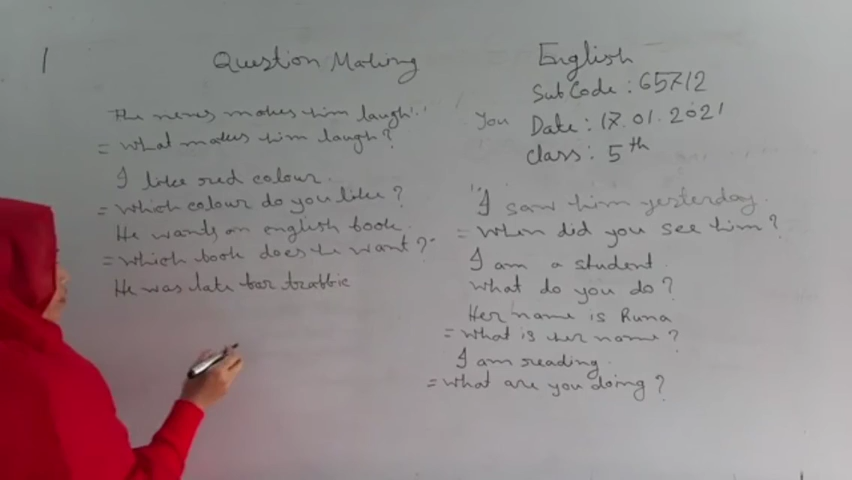 Question Making
The news makes him laugh.
= What makes him laugh?
I like red colour.
= Which colour do you like?
He wants an english book.
= Which book does he want?
He was late for traffic
English
Sub Code: 65712
You
Date: 17.01.2021
Class: 5th
I saw him yesterday.
= When did you see him?
I am a student.
What do you do?
Her name is Runa
= What is her name?
I am reading.
= What are you doing?